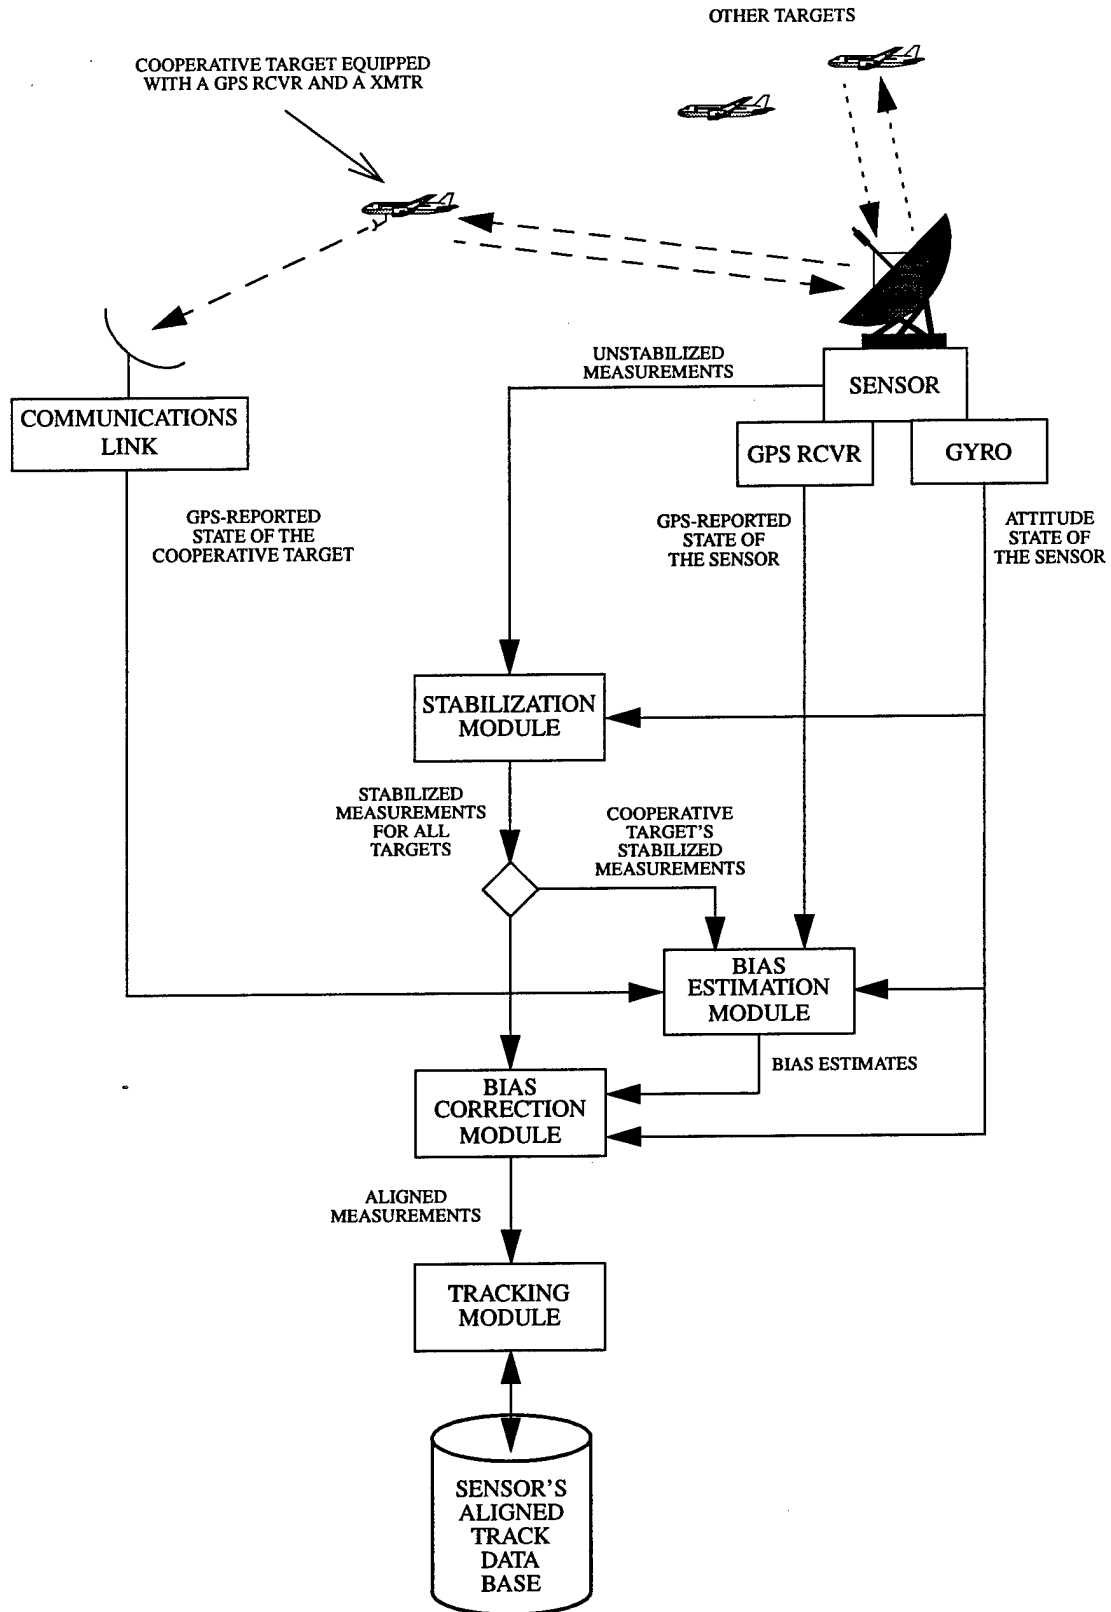 OTHER TARGETS
COOPERATIVE TARGET EQUIPPED
WITH A GPS RCVR AND A XMTR
UNSTABILIZED
MEASUREMENTS
SENSOR
COMMUNICATIONS
LINK
GPS RCVR
GYRO
GPS-REPORTED
STATE OF THE
COOPERATIVE TARGET
GPS-REPORTED
STATE OF
THE SENSOR
ATTITUDE
STATE OF
THE SENSOR
STABILIZATION
MODULE
STABILIZED
MEASUREMENTS
FOR ALL
TARGETS
COOPERATIVE
TARGET'S
STABILIZED
MEASUREMENTS
BIAS
ESTIMATION
MODULE
BIAS ESTIMATES
BIAS
CORRECTION
MODULE
ALIGNED
MEASUREMENTS
TRACKING
MODULE
SENSOR'S
ALIGNED
TRACK
DATA
BASE